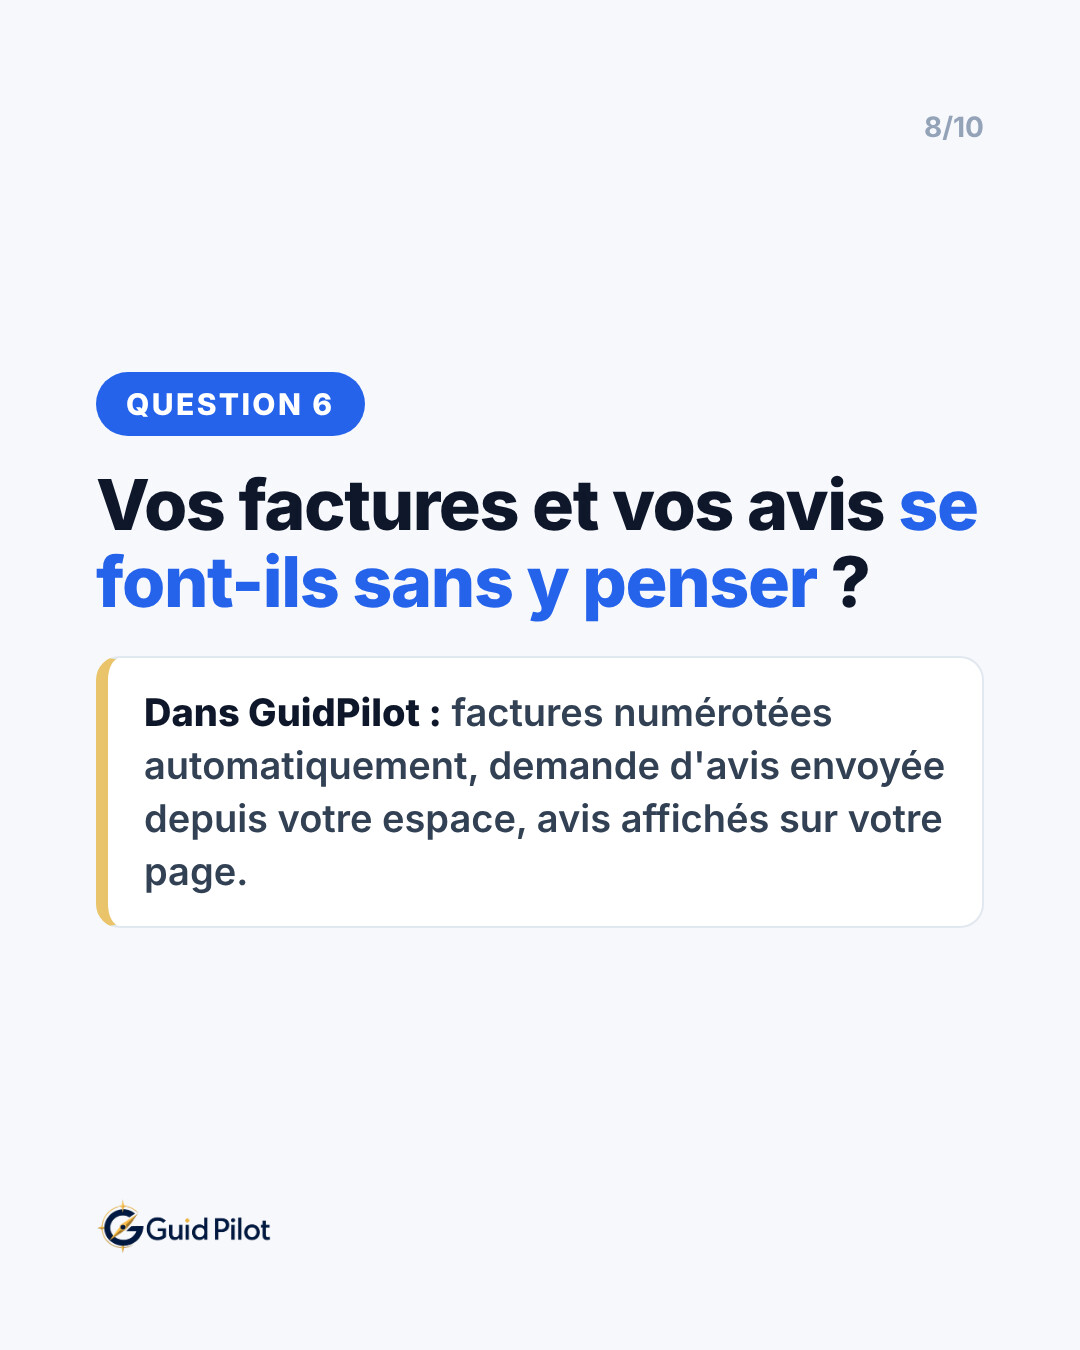 8/10
QUESTION 6
Vos factures et vos avis se
font-ils sans y penser ?
Dans GuidPilot : factures numérotées
automatiquement, demande d'avis envoyée
depuis votre espace, avis affichés sur votre
page.
Guid Pilot